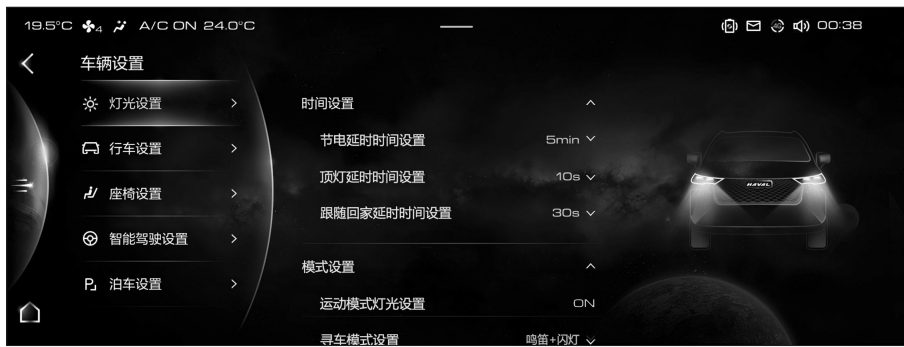 19.5°C 4 A/C ON 24.0°C 4G 00:38
车辆设置
灯光设置
行车设置
座椅设置
智能驾驶设置
泊车设置
时间设置
节电延时时间设置 5min
顶灯延时时间设置 10s
跟随回家延时时间设置 30s
模式设置
运动模式灯光设置 ON
寻车模式设置 鸣笛+闪灯
HAVAL